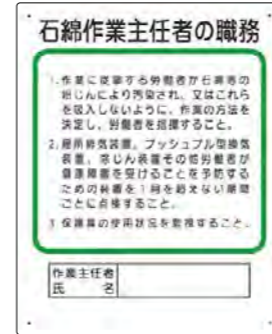 石綿作業主任者の職務
1.作業に従事する労働者が石綿等の
粉じんにより汚染され、又はこれら
を吸入しないように、作業の方法を
決定し、労働者を指揮すること。
2.局所排気装置、プッシュプル型換気
装置、除じん装置その他労働者が
健康障害を受けることを予防する
ための装置を1月を超えない期間
ごとに点検すること。
3.保護具の使用状況を監視すること。
作業主任者
氏 名